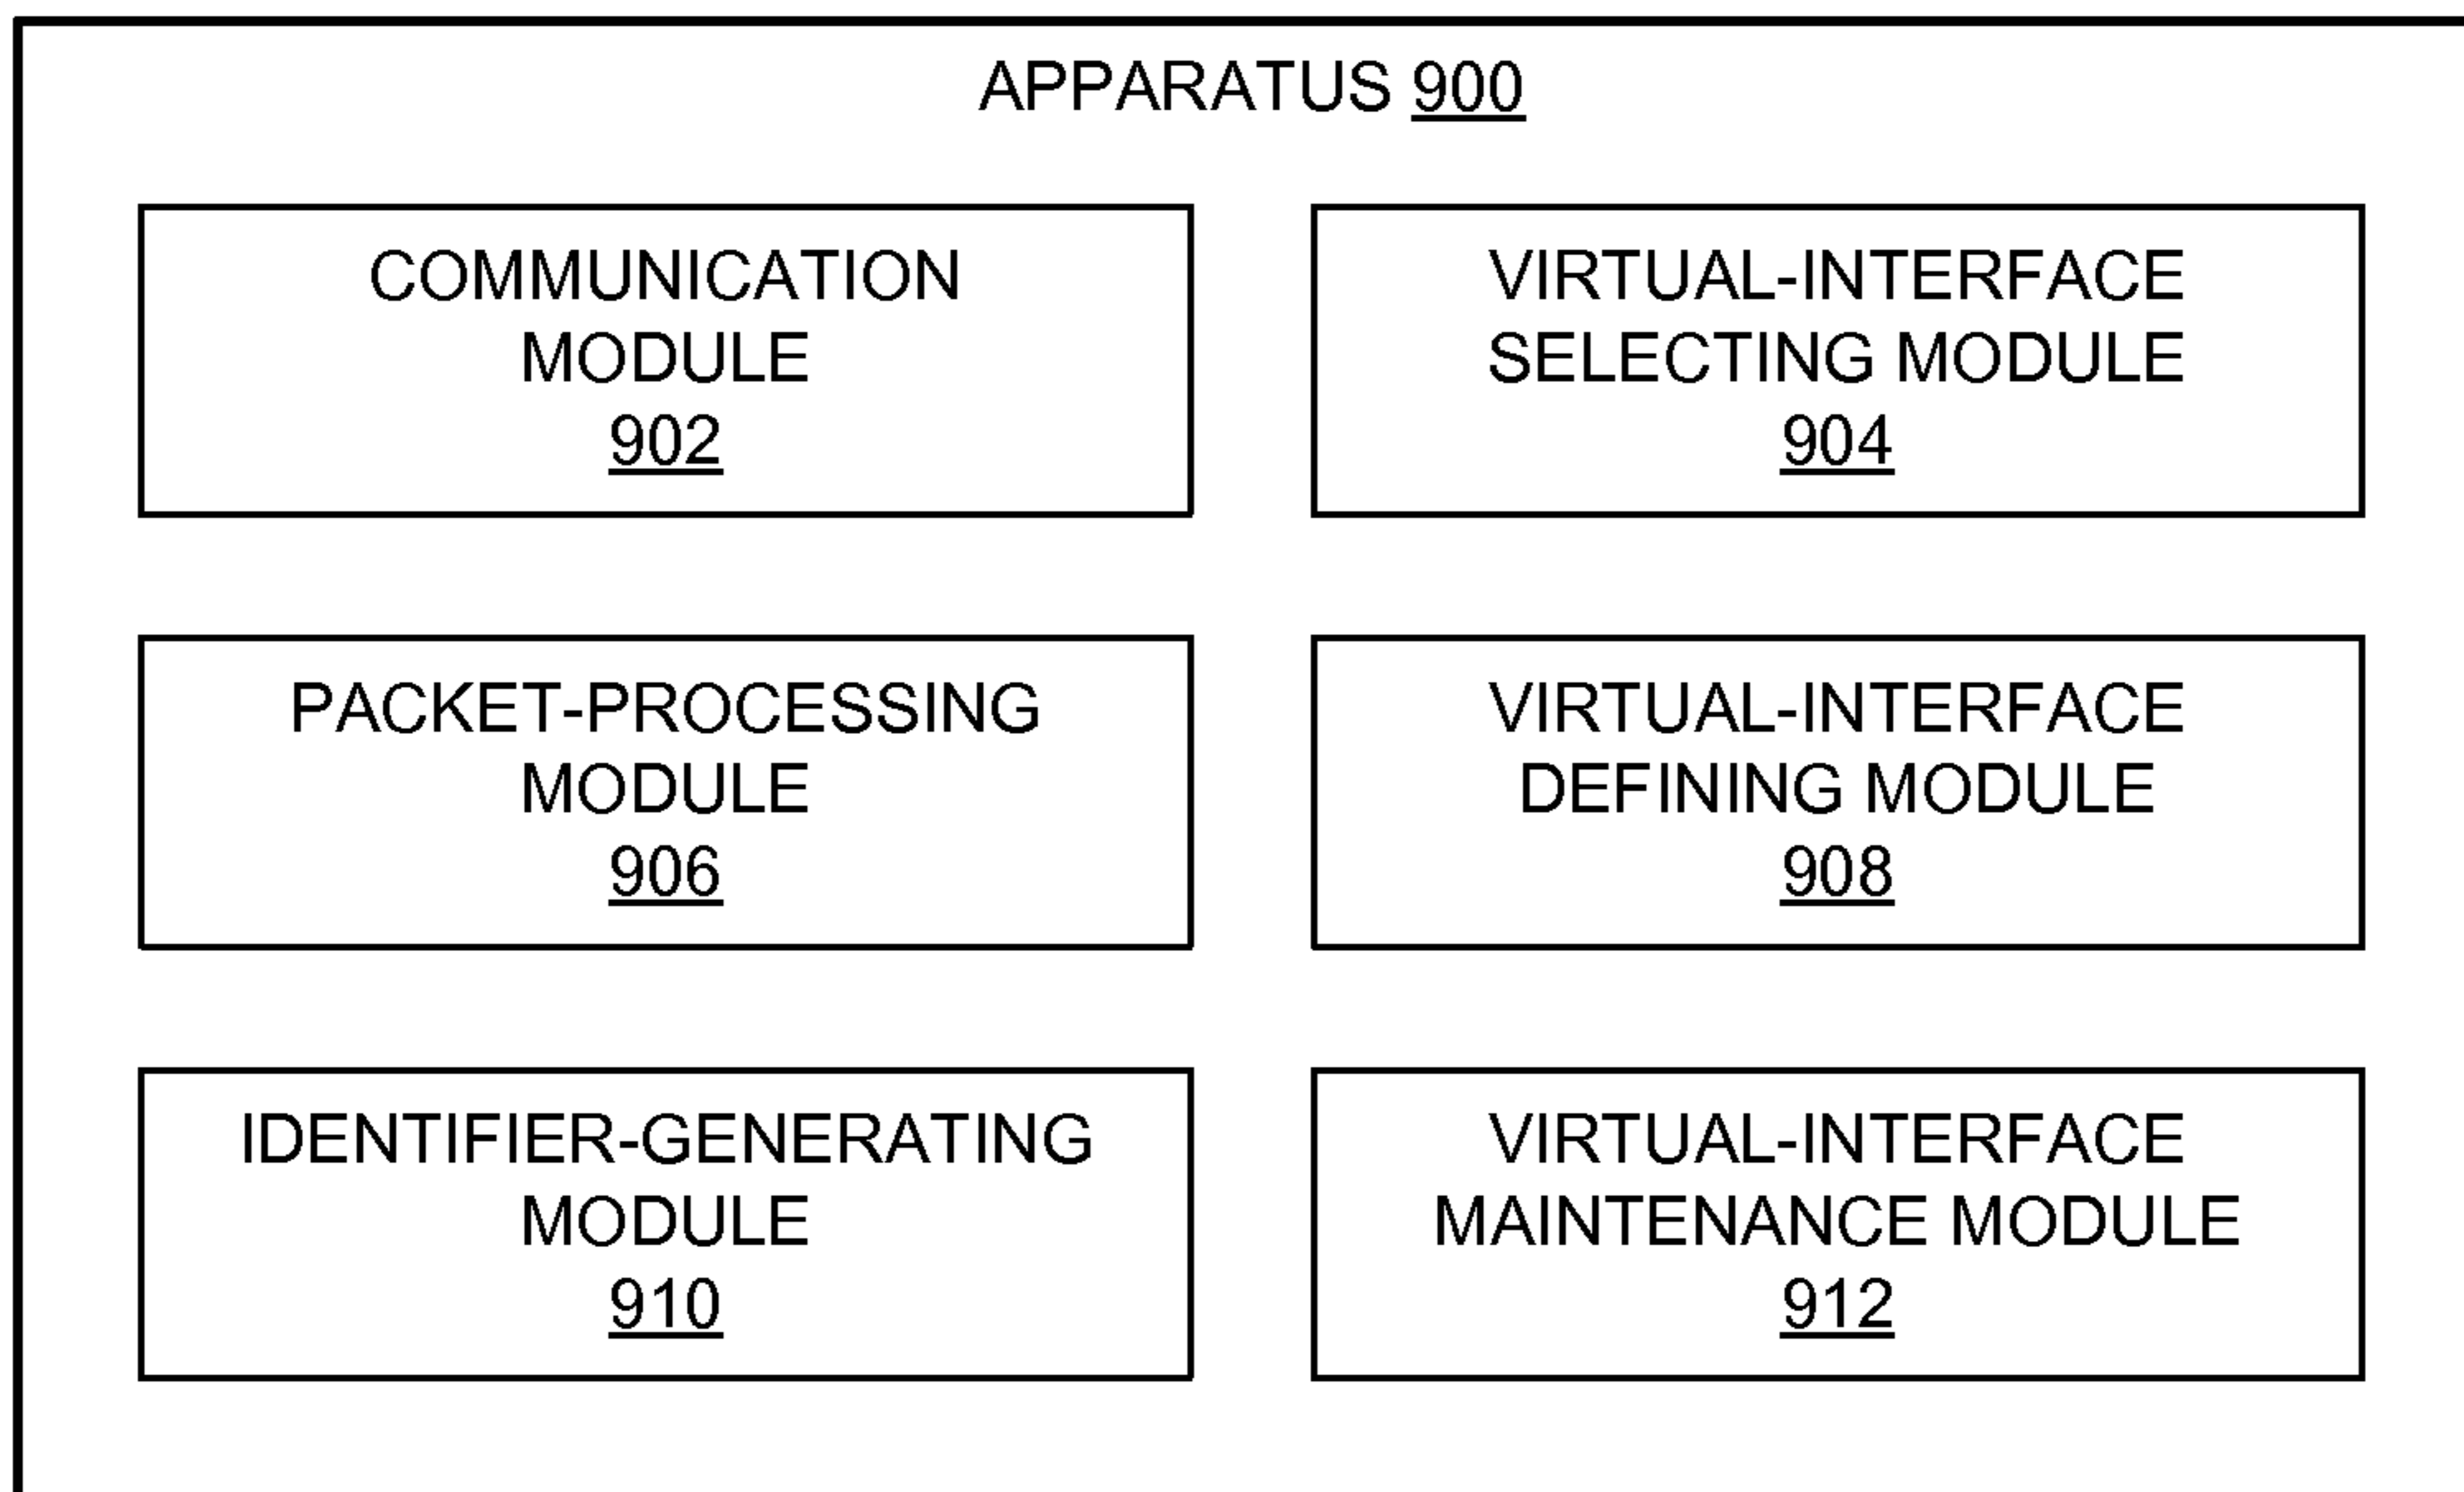 APPARATUS 900
COMMUNICATION
MODULE
902
VIRTUAL-INTERFACE
SELECTING MODULE
904
PACKET-PROCESSING
MODULE
906
VIRTUAL-INTERFACE
DEFINING MODULE
908
IDENTIFIER-GENERATING
MODULE
910
VIRTUAL-INTERFACE
MAINTENANCE MODULE
912